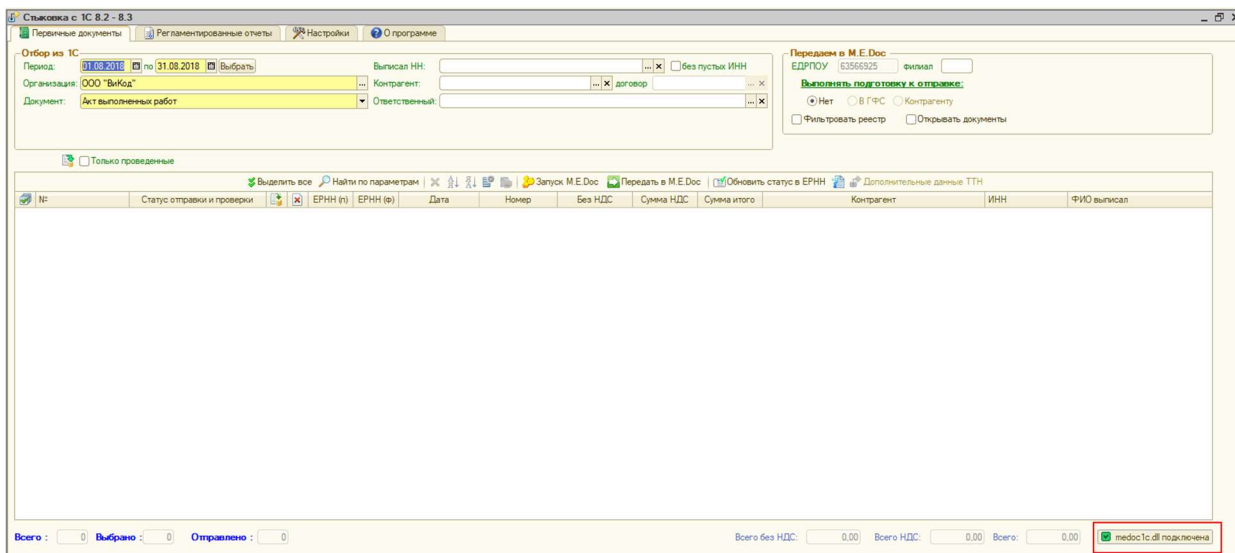 Стыковка с 1С 8.2 - 8.3
Первичные документы Регламентированные отчеты Настройки О программе
Отбор из 1С Передаем в M.E.Doc
Период: 01.08.2018 по 31.08.2018 Выбрать Выписал НН: ... x без пустых ИНН ЕДРПОУ 63566925 филиал
Организация: ООО "ВиКод" ... Контрагент: ... x договор ... x Выполнять подготовку к отправке:
Документ: Акт выполненных работ Ответственный: ... x Нет В ГФС Контрагенту
Фильтровать реестр Открывать документы
Только проведенные
Выделить все Найти по параметрам Запуск M.E.Doc Передать в M.E.Doc Обновить статус в ЕРНН Дополнительные данные ТТН
№ Статус отправки и проверки ЕРНН (п) ЕРНН (ф) Дата Номер Без НДС Сумма НДС Сумма итого Контрагент ИНН ФИО выписал
Всего : 0 Выбрано : 0 Отправлено : 0 Всего без НДС: 0,00 Всего НДС: 0,00 Всего: 0,00 medoc1c.dll подключена